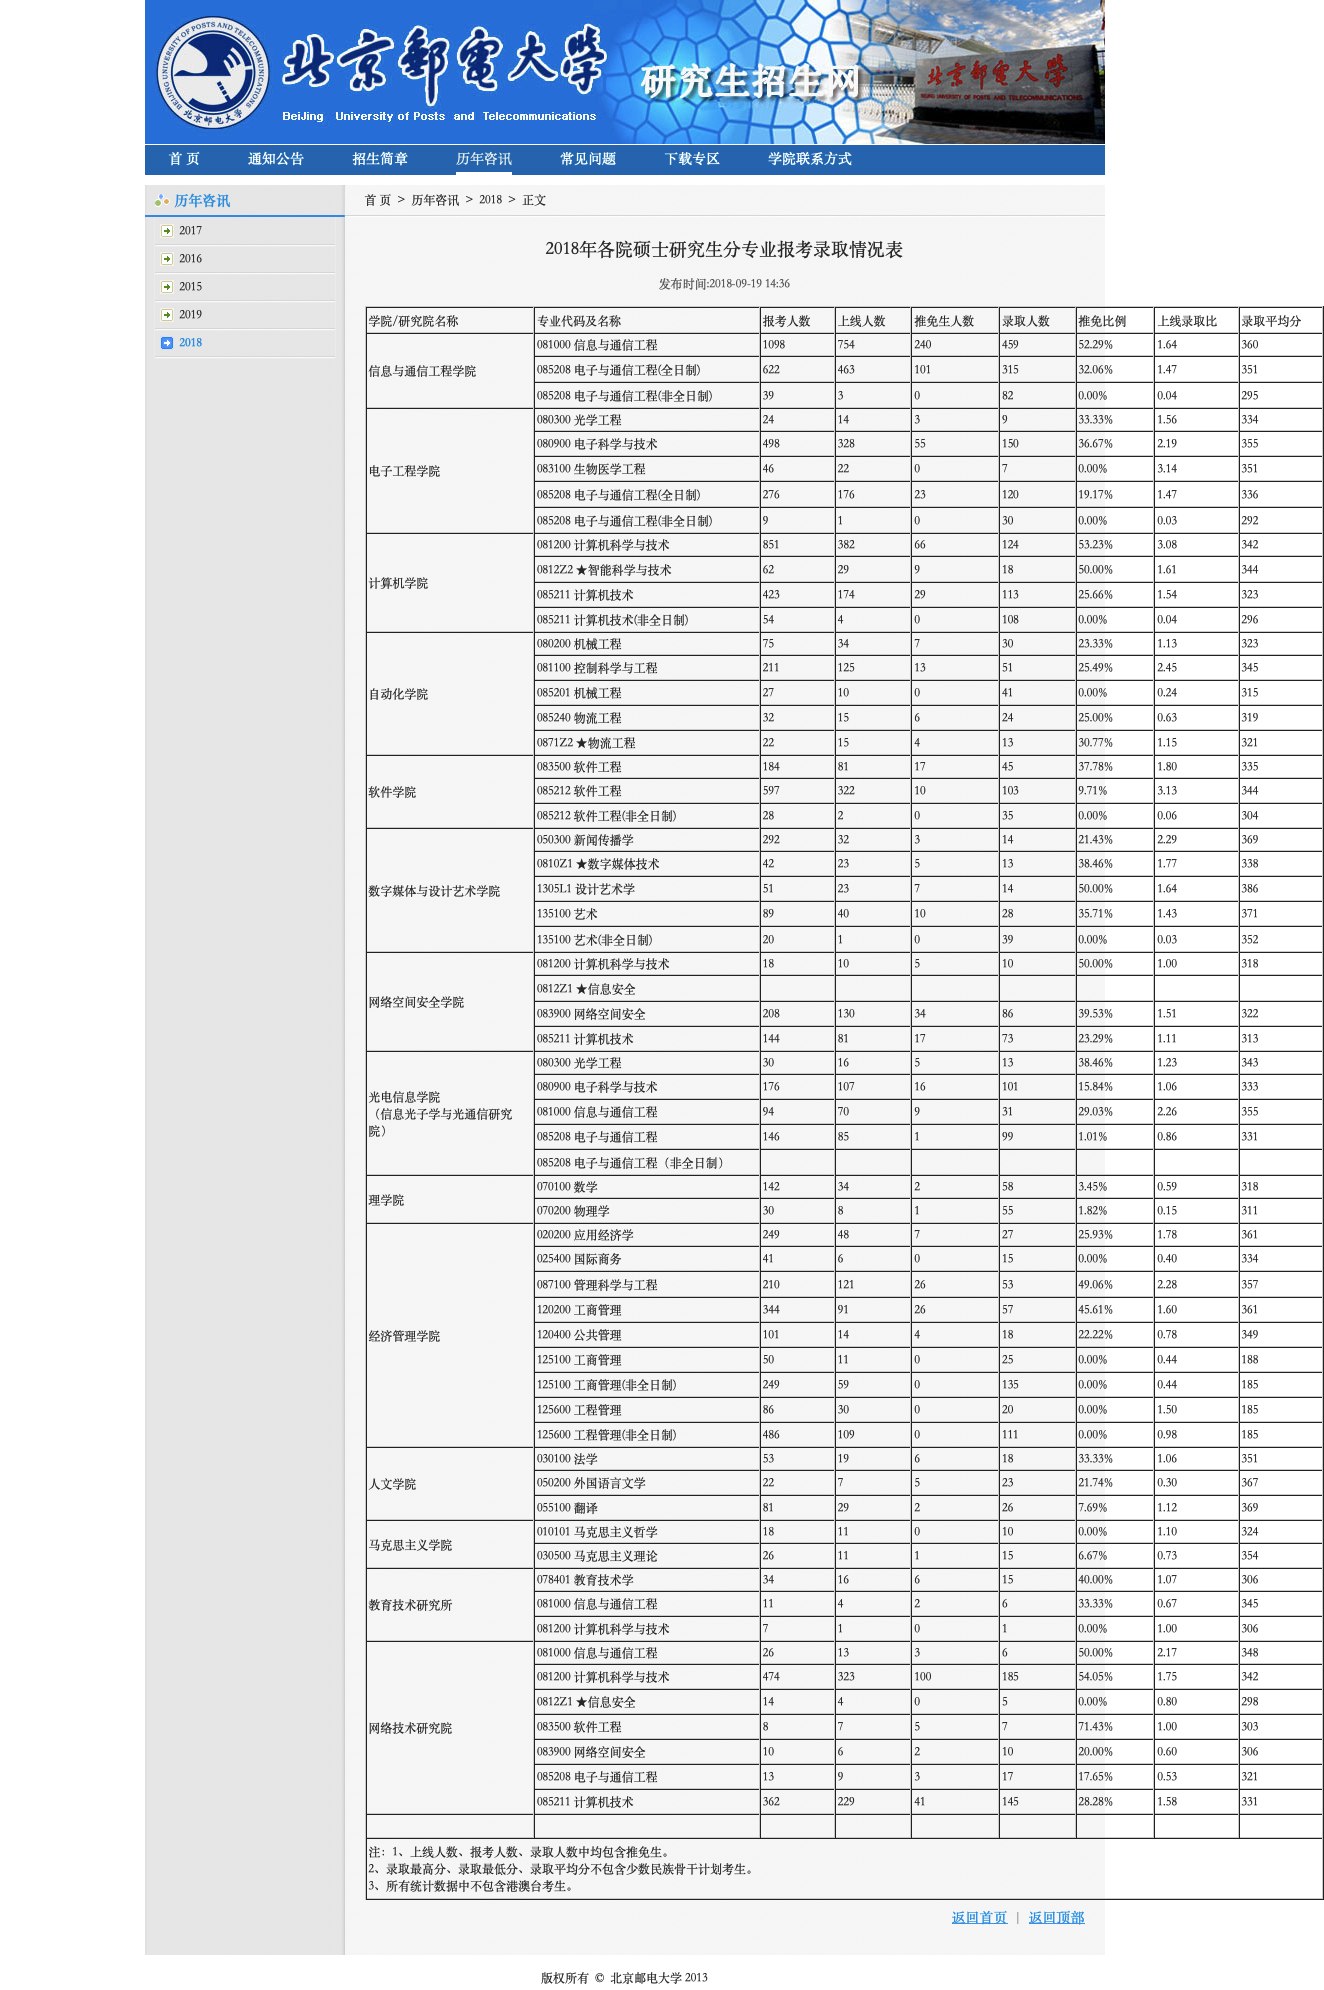 北京邮电大学
BeiJing University of Posts and Telecommunications
研究生招生网
首 页 通知公告 招生简章 历年咨讯 常见问题 下载专区 学院联系方式
历年咨讯
2017
2016
2015
2019
2018
首 页 > 历年咨讯 > 2018 > 正文
2018年各院硕士研究生分专业报考录取情况表
发布时间:2018-09-19 14:36
学院/研究院名称 专业代码及名称 报考人数 上线人数 推免生人数 录取人数 推免比例 上线录取比 录取平均分
信息与通信工程学院
081000 信息与通信工程 1098 754 240 459 52.29% 1.64 360
085208 电子与通信工程(全日制) 622 463 101 315 32.06% 1.47 351
085208 电子与通信工程(非全日制) 39 3 0 82 0.00% 0.04 295
电子工程学院
080300 光学工程 24 14 3 9 33.33% 1.56 334
080900 电子科学与技术 498 328 55 150 36.67% 2.19 355
083100 生物医学工程 46 22 0 7 0.00% 3.14 351
085208 电子与通信工程(全日制) 276 176 23 120 19.17% 1.47 336
085208 电子与通信工程(非全日制) 9 1 0 30 0.00% 0.03 292
计算机学院
081200 计算机科学与技术 851 382 66 124 53.23% 3.08 342
0812Z2 ★智能科学与技术 62 29 9 18 50.00% 1.61 344
085211 计算机技术 423 174 29 113 25.66% 1.54 323
085211 计算机技术(非全日制) 54 4 0 108 0.00% 0.04 296
自动化学院
080200 机械工程 75 34 7 30 23.33% 1.13 323
081100 控制科学与工程 211 125 13 51 25.49% 2.45 345
085201 机械工程 27 10 0 41 0.00% 0.24 315
085240 物流工程 32 15 6 24 25.00% 0.63 319
0871Z2 ★物流工程 22 15 4 13 30.77% 1.15 321
软件学院
083500 软件工程 184 81 17 45 37.78% 1.80 335
085212 软件工程 597 322 10 103 9.71% 3.13 344
085212 软件工程(非全日制) 28 2 0 35 0.00% 0.06 304
数字媒体与设计艺术学院
050300 新闻传播学 292 32 3 14 21.43% 2.29 369
0810Z1 ★数字媒体技术 42 23 5 13 38.46% 1.77 338
1305L1 设计艺术学 51 23 7 14 50.00% 1.64 386
135100 艺术 89 40 10 28 35.71% 1.43 371
135100 艺术(非全日制) 20 1 0 39 0.00% 0.03 352
网络空间安全学院
081200 计算机科学与技术 18 10 5 10 50.00% 1.00 318
0812Z1 ★信息安全
083900 网络空间安全 208 130 34 86 39.53% 1.51 322
085211 计算机技术 144 81 17 73 23.29% 1.11 313
光电信息学院
（信息光子学与光通信研究
院）
080300 光学工程 30 16 5 13 38.46% 1.23 343
080900 电子科学与技术 176 107 16 101 15.84% 1.06 333
081000 信息与通信工程 94 70 9 31 29.03% 2.26 355
085208 电子与通信工程 146 85 1 99 1.01% 0.86 331
085208 电子与通信工程（非全日制）
理学院
070100 数学 142 34 2 58 3.45% 0.59 318
070200 物理学 30 8 1 55 1.82% 0.15 311
经济管理学院
020200 应用经济学 249 48 7 27 25.93% 1.78 361
025400 国际商务 41 6 0 15 0.00% 0.40 334
087100 管理科学与工程 210 121 26 53 49.06% 2.28 357
120200 工商管理 344 91 26 57 45.61% 1.60 361
120400 公共管理 101 14 4 18 22.22% 0.78 349
125100 工商管理 50 11 0 25 0.00% 0.44 188
125100 工商管理(非全日制) 249 59 0 135 0.00% 0.44 185
125600 工程管理 86 30 0 20 0.00% 1.50 185
125600 工程管理(非全日制) 486 109 0 111 0.00% 0.98 185
人文学院
030100 法学 53 19 6 18 33.33% 1.06 351
050200 外国语言文学 22 7 5 23 21.74% 0.30 367
055100 翻译 81 29 2 26 7.69% 1.12 369
马克思主义学院
010101 马克思主义哲学 18 11 0 10 0.00% 1.10 324
030500 马克思主义理论 26 11 1 15 6.67% 0.73 354
教育技术研究所
078401 教育技术学 34 16 6 15 40.00% 1.07 306
081000 信息与通信工程 11 4 2 6 33.33% 0.67 345
081200 计算机科学与技术 7 1 0 1 0.00% 1.00 306
网络技术研究院
081000 信息与通信工程 26 13 3 6 50.00% 2.17 348
081200 计算机科学与技术 474 323 100 185 54.05% 1.75 342
0812Z1 ★信息安全 14 4 0 5 0.00% 0.80 298
083500 软件工程 8 7 5 7 71.43% 1.00 303
083900 网络空间安全 10 6 2 10 20.00% 0.60 306
085208 电子与通信工程 13 9 3 17 17.65% 0.53 321
085211 计算机技术 362 229 41 145 28.28% 1.58 331
注：1、上线人数、报考人数、录取人数中均包含推免生。
2、录取最高分、录取最低分、录取平均分不包含少数民族骨干计划考生。
3、所有统计数据中不包含港澳台考生。
返回首页 | 返回顶部
版权所有 © 北京邮电大学 2013